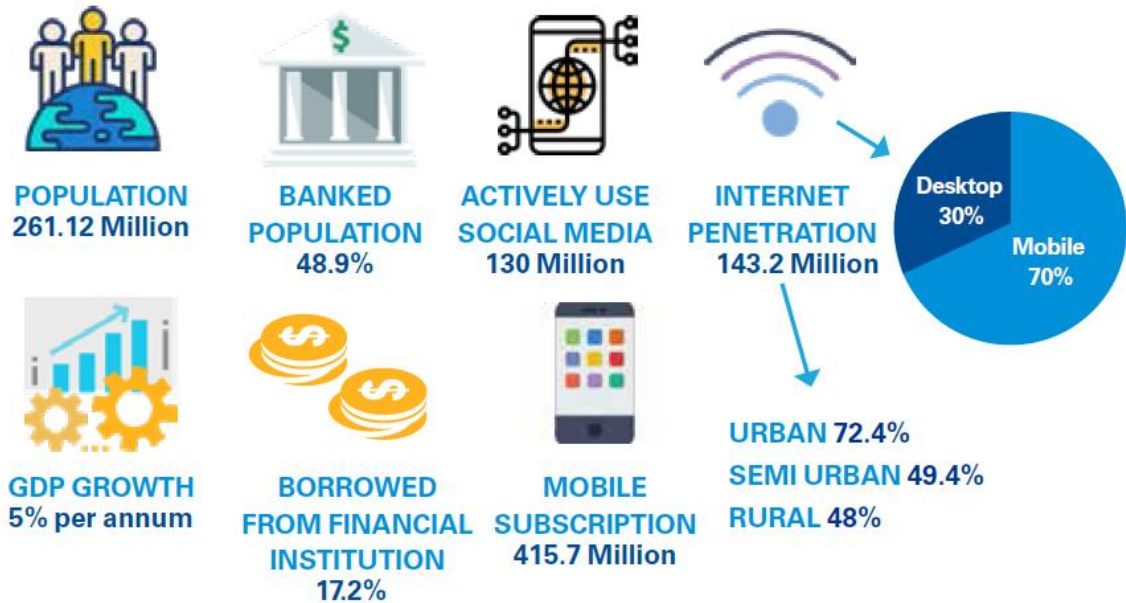 $
POPULATION
261.12 Million
BANKED
POPULATION
48.9%
ACTIVELY USE
SOCIAL MEDIA
130 Million
INTERNET
PENETRATION
143.2 Million
Desktop
30%
Mobile
70%
GDP GROWTH
5% per annum
$
$
BORROWED
FROM FINANCIAL
INSTITUTION
17.2%
MOBILE
SUBSCRIPTION
415.7 Million
URBAN 72.4%
SEMI URBAN 49.4%
RURAL 48%